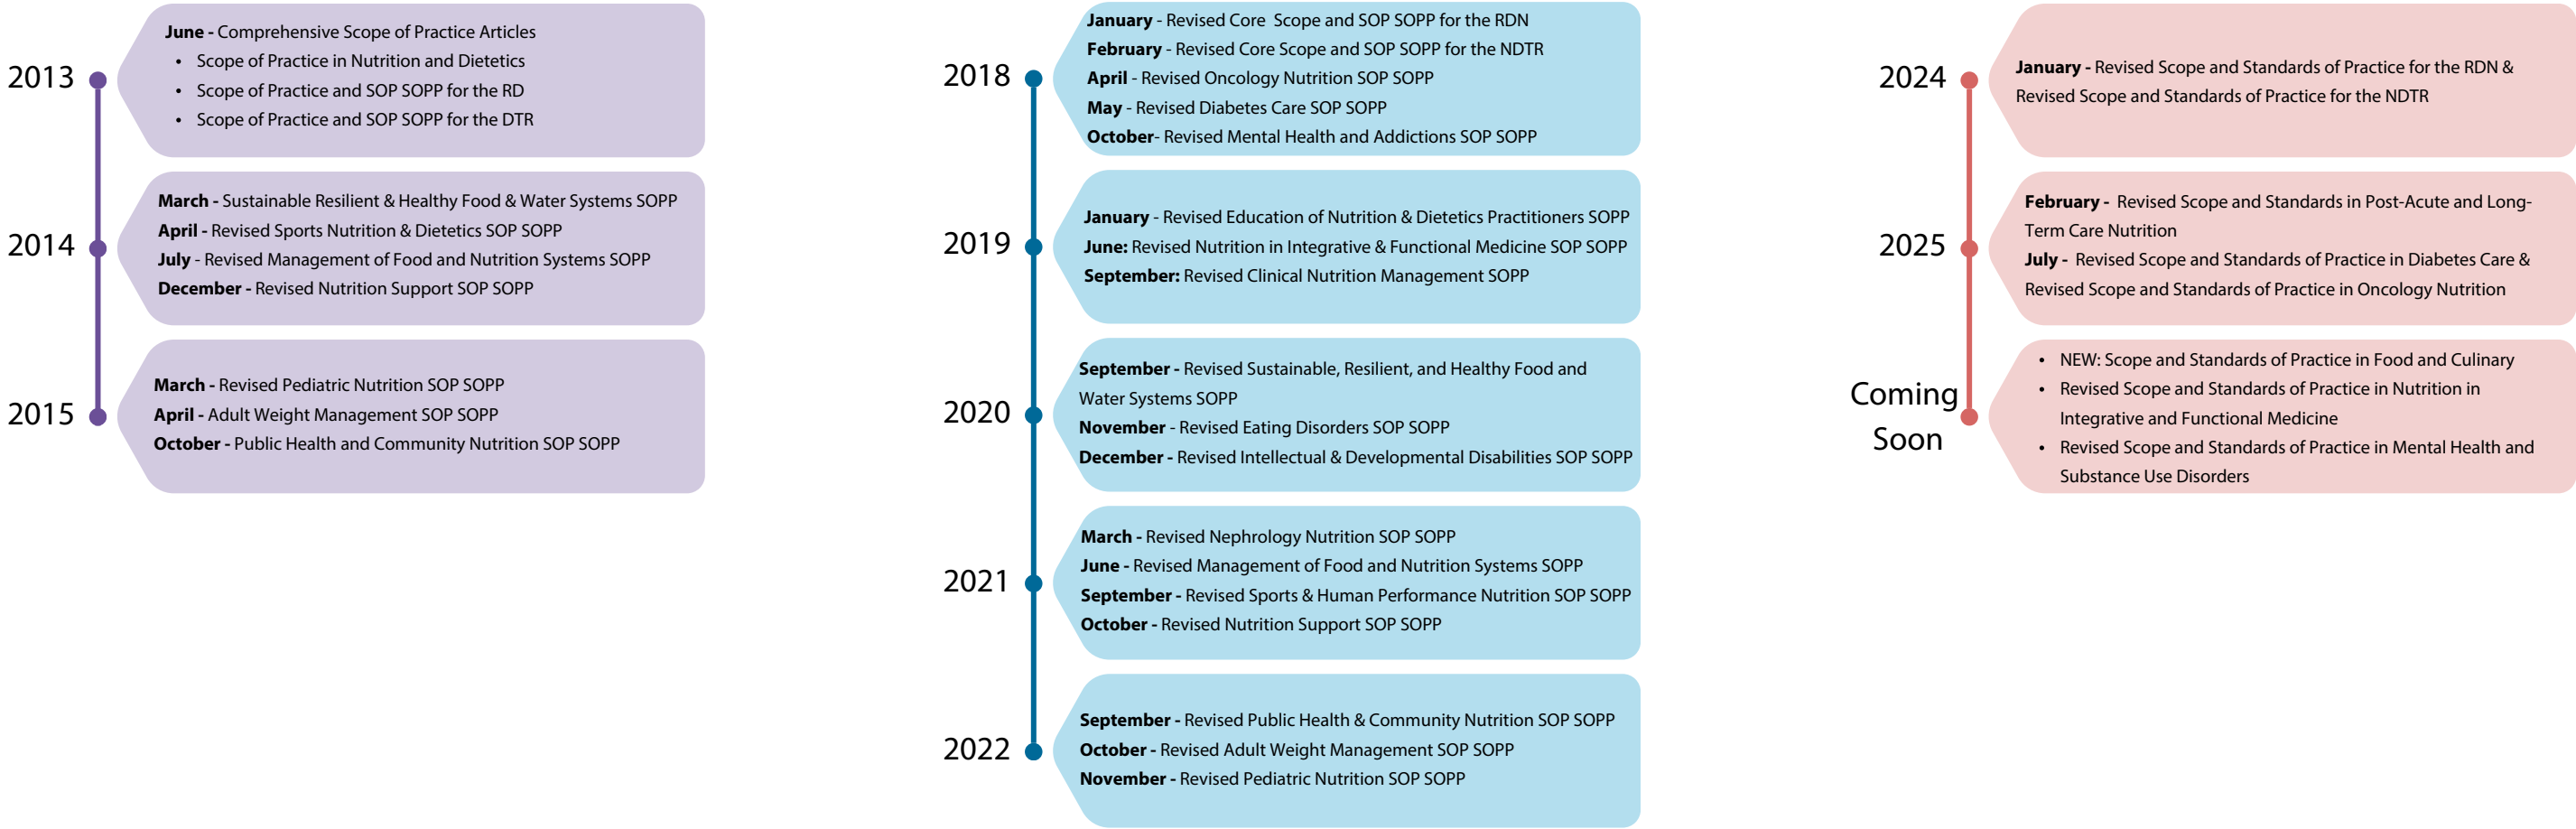 2013
June - Comprehensive Scope of Practice Articles
• Scope of Practice in Nutrition and Dietetics
• Scope of Practice and SOP SOPP for the RD
• Scope of Practice and SOP SOPP for the DTR
2014
March - Sustainable Resilient & Healthy Food & Water Systems SOPP
April - Revised Sports Nutrition & Dietetics SOP SOPP
July - Revised Management of Food and Nutrition Systems SOPP
December - Revised Nutrition Support SOP SOPP
2015
March - Revised Pediatric Nutrition SOP SOPP
April - Adult Weight Management SOP SOPP
October - Public Health and Community Nutrition SOP SOPP
2018
January - Revised Core Scope and SOP SOPP for the RDN
February - Revised Core Scope and SOP SOPP for the NDTR
April - Revised Oncology Nutrition SOP SOPP
May - Revised Diabetes Care SOP SOPP
October- Revised Mental Health and Addictions SOP SOPP
2019
January - Revised Education of Nutrition & Dietetics Practitioners SOPP
June: Revised Nutrition in Integrative & Functional Medicine SOP SOPP
September: Revised Clinical Nutrition Management SOPP
2020
September - Revised Sustainable, Resilient, and Healthy Food and
Water Systems SOPP
November - Revised Eating Disorders SOP SOPP
December - Revised Intellectual & Developmental Disabilities SOP SOPP
2021
March - Revised Nephrology Nutrition SOP SOPP
June - Revised Management of Food and Nutrition Systems SOPP
September - Revised Sports & Human Performance Nutrition SOP SOPP
October - Revised Nutrition Support SOP SOPP
2022
September - Revised Public Health & Community Nutrition SOP SOPP
October - Revised Adult Weight Management SOP SOPP
November - Revised Pediatric Nutrition SOP SOPP
2024
January - Revised Scope and Standards of Practice for the RDN &
Revised Scope and Standards of Practice for the NDTR
2025
February - Revised Scope and Standards in Post-Acute and Long-
Term Care Nutrition
July - Revised Scope and Standards of Practice in Diabetes Care &
Revised Scope and Standards of Practice in Oncology Nutrition
Coming
Soon
• NEW: Scope and Standards of Practice in Food and Culinary
• Revised Scope and Standards of Practice in Nutrition in
Integrative and Functional Medicine
• Revised Scope and Standards of Practice in Mental Health and
Substance Use Disorders